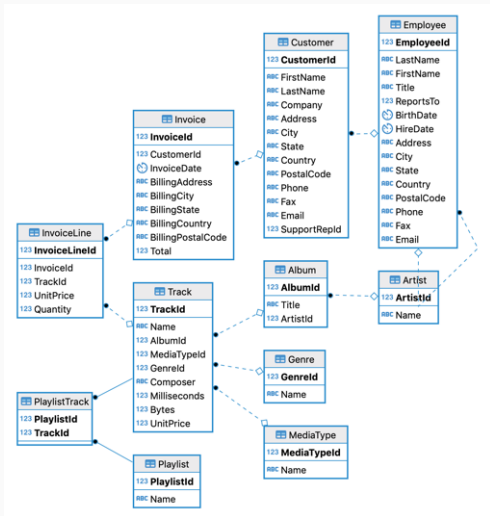 Employee
123 EmployeeId
ABC LastName
ABC FirstName
ABC Title
123 ReportsTo
BirthDate
HireDate
ABC Address
ABC City
ABC State
ABC Country
ABC PostalCode
ABC Phone
ABC Fax
ABC Email
Customer
123 CustomerId
ABC FirstName
ABC LastName
ABC Company
ABC Address
ABC City
ABC State
ABC Country
ABC PostalCode
ABC Phone
ABC Fax
ABC Email
123 SupportRepId
Invoice
123 InvoiceId
123 CustomerId
InvoiceDate
ABC BillingAddress
ABC BillingCity
ABC BillingState
ABC BillingCountry
ABC BillingPostalCode
123 Total
InvoiceLine
123 InvoiceLineId
123 InvoiceId
123 TrackId
123 UnitPrice
123 Quantity
Track
123 TrackId
ABC Name
123 AlbumId
123 MediaTypeId
123 GenreId
ABC Composer
123 Milliseconds
123 Bytes
123 UnitPrice
Album
123 AlbumId
ABC Title
123 ArtistId
Artist
123 ArtistId
ABC Name
Genre
123 GenreId
ABC Name
MediaType
123 MediaTypeId
ABC Name
PlaylistTrack
123 PlaylistId
123 TrackId
Playlist
123 PlaylistId
ABC Name